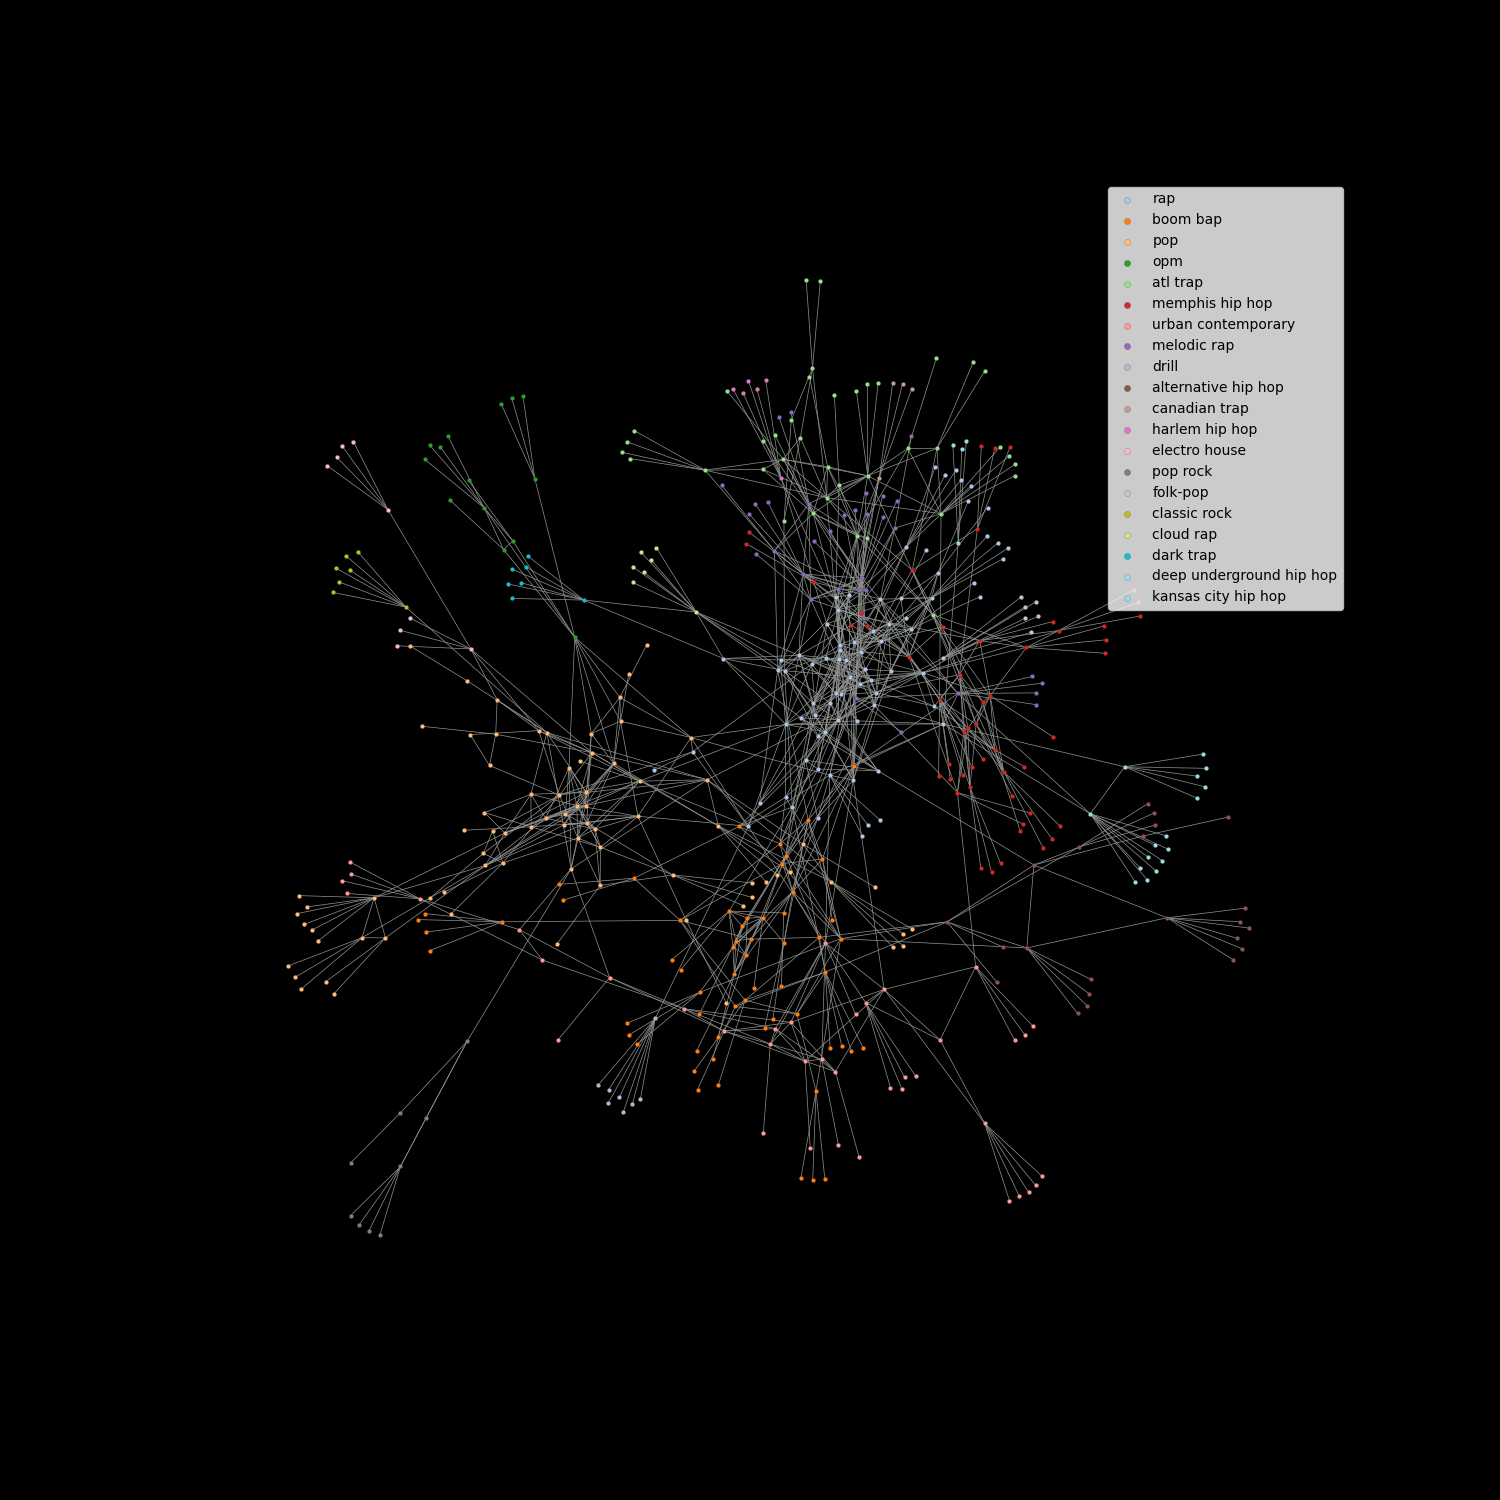 rap
boom bap
pop
opm
atl trap
memphis hip hop
urban contemporary
melodic rap
drill
alternative hip hop
canadian trap
harlem hip hop
electro house
pop rock
folk-pop
classic rock
cloud rap
dark trap
deep underground hip hop
kansas city hip hop